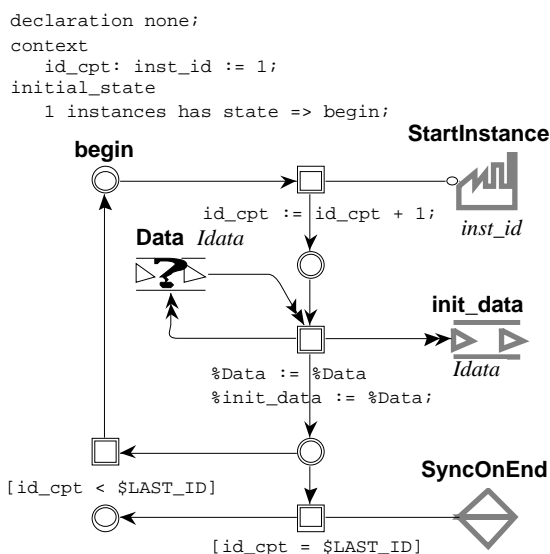 declaration none;
context
id_cpt: inst_id := 1;
initial_state
1 instances has state => begin;
StartInstance
begin
id_cpt := id_cpt + 1;
inst_id
Data Idata
init_data
Idata
%Data := %Data
%init_data := %Data;
SyncOnEnd
[id_cpt < $LAST_ID]
[id_cpt = $LAST_ID]